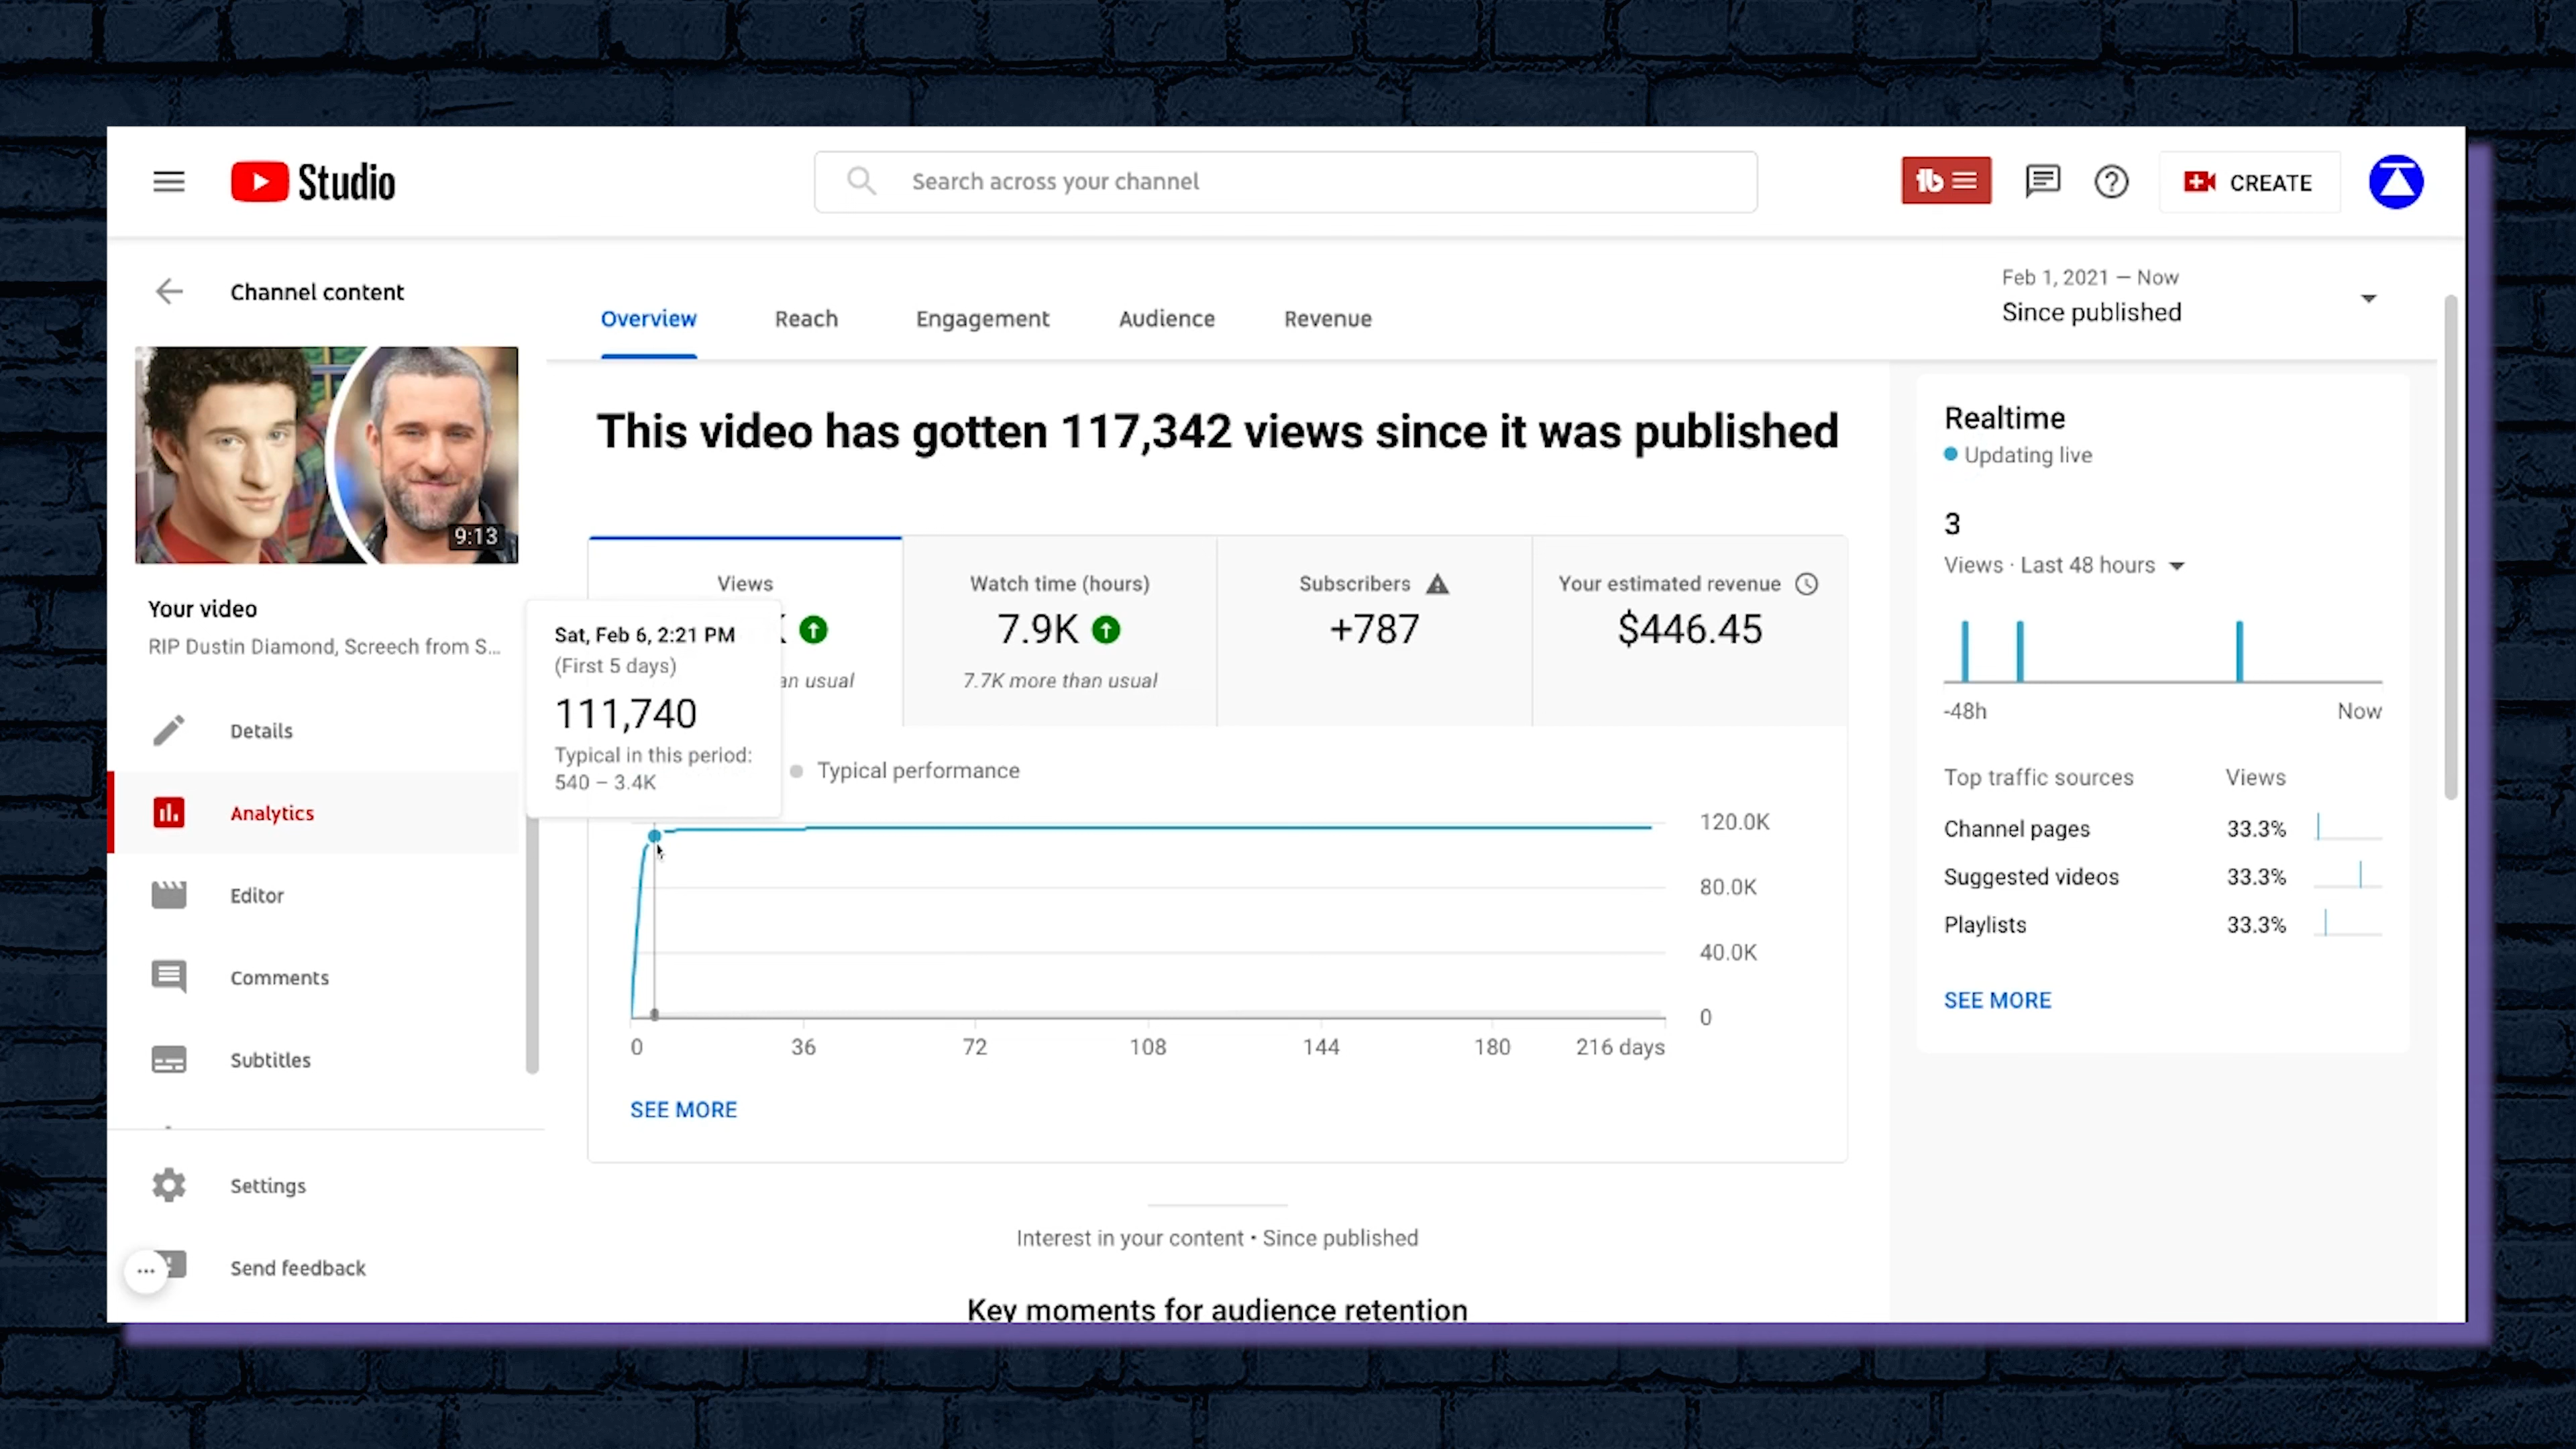 Studio
Search across your channel
CREATE
Channel content
9:13
Your video
RIP Dustin Diamond, Screech from S...
Details
Analytics
Editor
Comments
Subtitles
Settings
Send feedback
Overview
Reach
Engagement
Audience
Revenue
Feb 1, 2021 – Now
Since published
This video has gotten 117,342 views since it was published
Views
an usual
Watch time (hours)
7.9K
7.7K more than usual
Subscribers
+787
Your estimated revenue
$446.45
Sat, Feb 6, 2:21 PM
(First 5 days)
111,740
Typical in this period:
540 – 3.4K
Typical performance
120.0K
80.0K
40.0K
0
0 36 72 108 144 180 216 days
SEE MORE
Interest in your content • Since published
Key moments for audience retention
Realtime
Updating live
3
Views · Last 48 hours
-48h Now
Top traffic sources Views
Channel pages 33.3%
Suggested videos 33.3%
Playlists 33.3%
SEE MORE